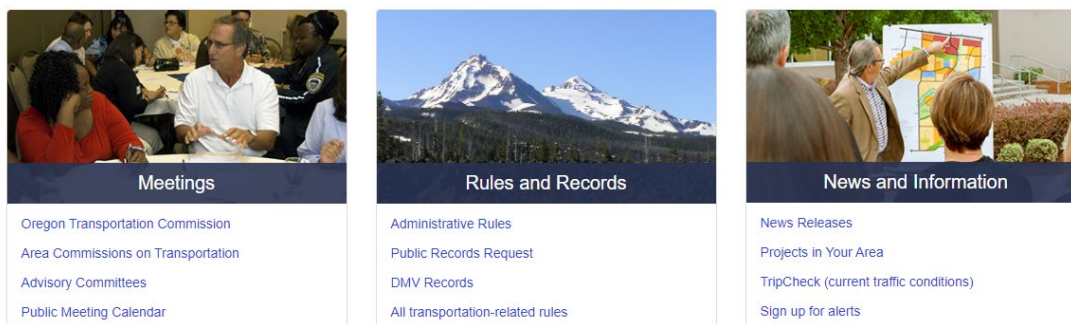 Meetings
Oregon Transportation Commission
Area Commissions on Transportation
Advisory Committees
Public Meeting Calendar
Rules and Records
Administrative Rules
Public Records Request
DMV Records
All transportation-related rules
News and Information
News Releases
Projects in Your Area
TripCheck (current traffic conditions)
Sign up for alerts